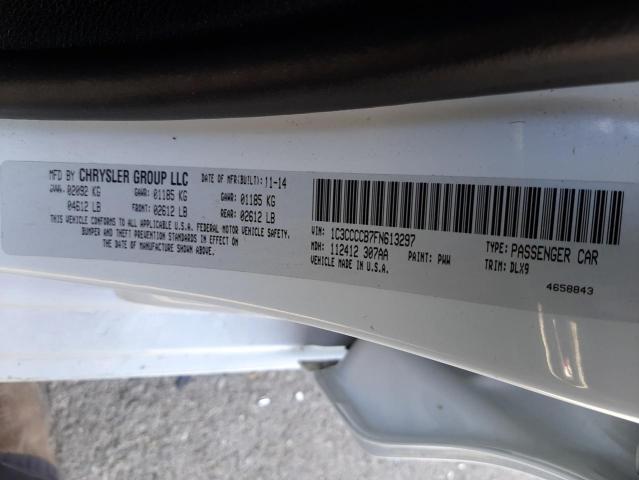 MFD BY CHRYSLER GROUP LLC DATE OF MFR(BUILT): 11-14
GVWR: 02092 KG GAWR: 01185 KG GAWR: 01185 KG
04612 LB FRONT: 02612 LB REAR: 02612 LB
THIS VEHICLE CONFORMS TO ALL APPLICABLE U.S.A. FEDERAL MOTOR VEHICLE SAFETY,
BUMPER, AND THEFT PREVENTION STANDARDS IN EFFECT ON THE
DATE OF MANUFACTURE SHOWN ABOVE.
VIN: 1C3CCCCB7FN613297 TYPE: PASSENGER CAR
MDH: 112412 307AA PAINT: PWW TRIM: DLX9
VEHICLE MADE IN U.S.A.
4658843